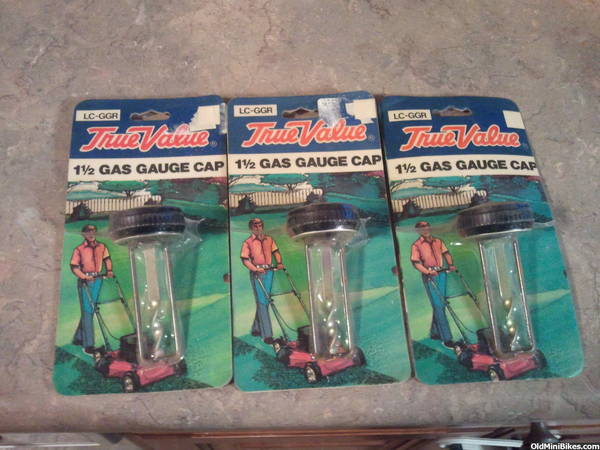 LC-GGR
True Value®
1½ GAS GAUGE CAP
LC-GGR
True Value
1½ GAS GAUGE CAP
LC-GGR
True Value®
1½ GAS GAUGE CAP
OldMiniBikes.com